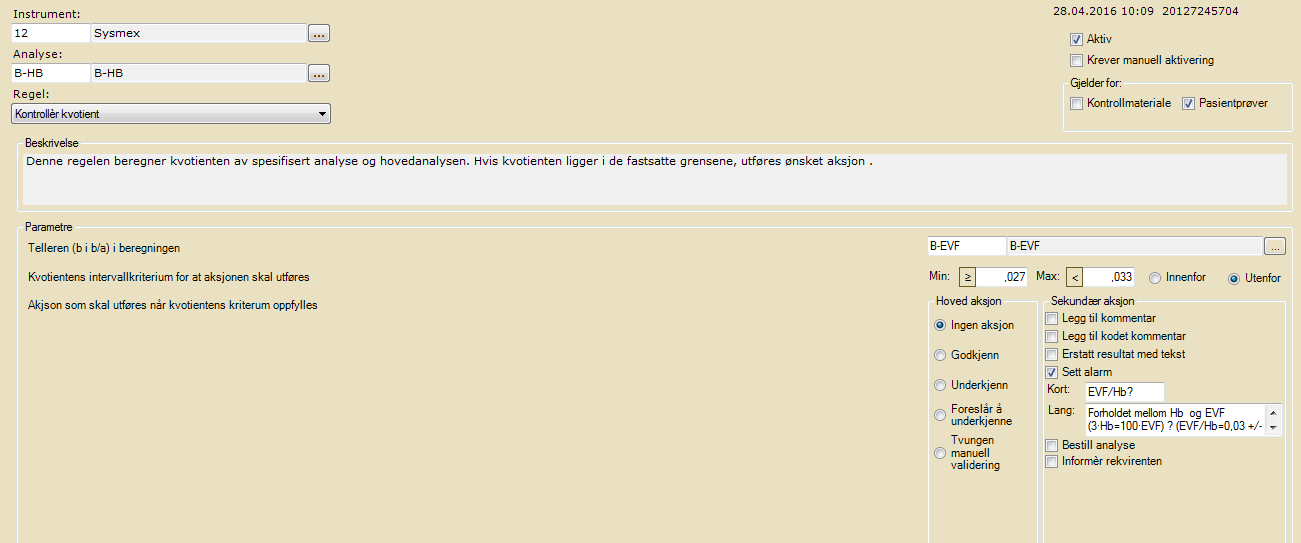 Instrument:
12 Sysmex ...
Analyse:
B-HB B-HB ...
Regel:
Kontrollèr kvotient
28.04.2016 10:09 20127245704
Aktiv
Krever manuell aktivering
Gjelder for:
Kontrollmateriale Pasientprøver
Beskrivelse
Denne regelen beregner kvotienten av spesifisert analyse og hovedanalysen. Hvis kvotienten ligger i de fastsatte grensene, utføres ønsket aksjon .
Parametre
Telleren (b i b/a) i beregningen B-EVF B-EVF ...
Kvotientens intervallkriterium for at aksjonen skal utføres Min: ≥ ,027 Max: < ,033 Innenfor Utenfor
Akjson som skal utføres når kvotientens kriterum oppfylles
Hoved aksjon
Ingen aksjon
Godkjenn
Underkjenn
Foreslår å
underkjenne
Tvungen
manuell
validering
Sekundær aksjon
Legg til kommentar
Legg til kodet kommentar
Erstatt resultat med tekst
Sett alarm
Kort: EVF/Hb?
Lang: Forholdet mellom Hb og EVF
(3·Hb=100·EVF) ? (EVF/Hb=0,03 +/-
Bestill analyse
Informèr rekvirenten